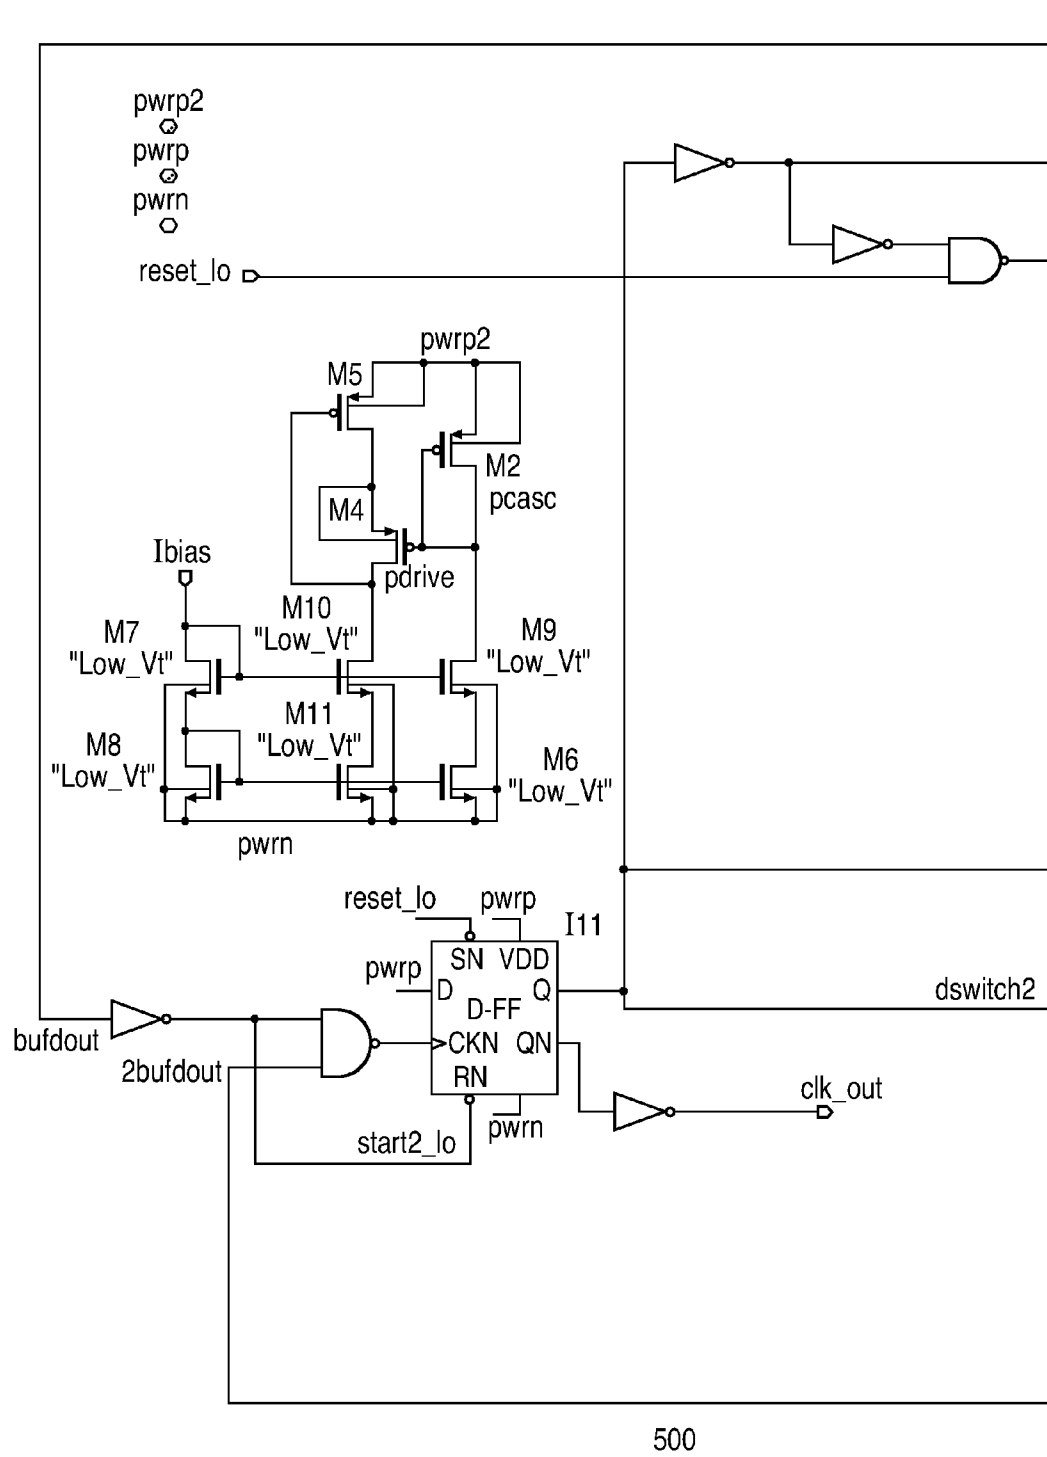 pwrp2
pwrp
pwrn
reset_lo
pwrp2
M5
M2
pcasc
M4
Ibias
pdrive
M10
"Low_Vt"
M7
"Low_Vt"
M9
"Low_Vt"
M11
"Low_Vt"
M8
"Low_Vt"
M6
"Low_Vt"
pwrn
reset_lo
pwrp
I11
SN VDD
pwrp
D
Q
D-FF
dswitch2
bufdout
CKN QN
2bufdout
RN
clk_out
pwrn
start2_lo
500